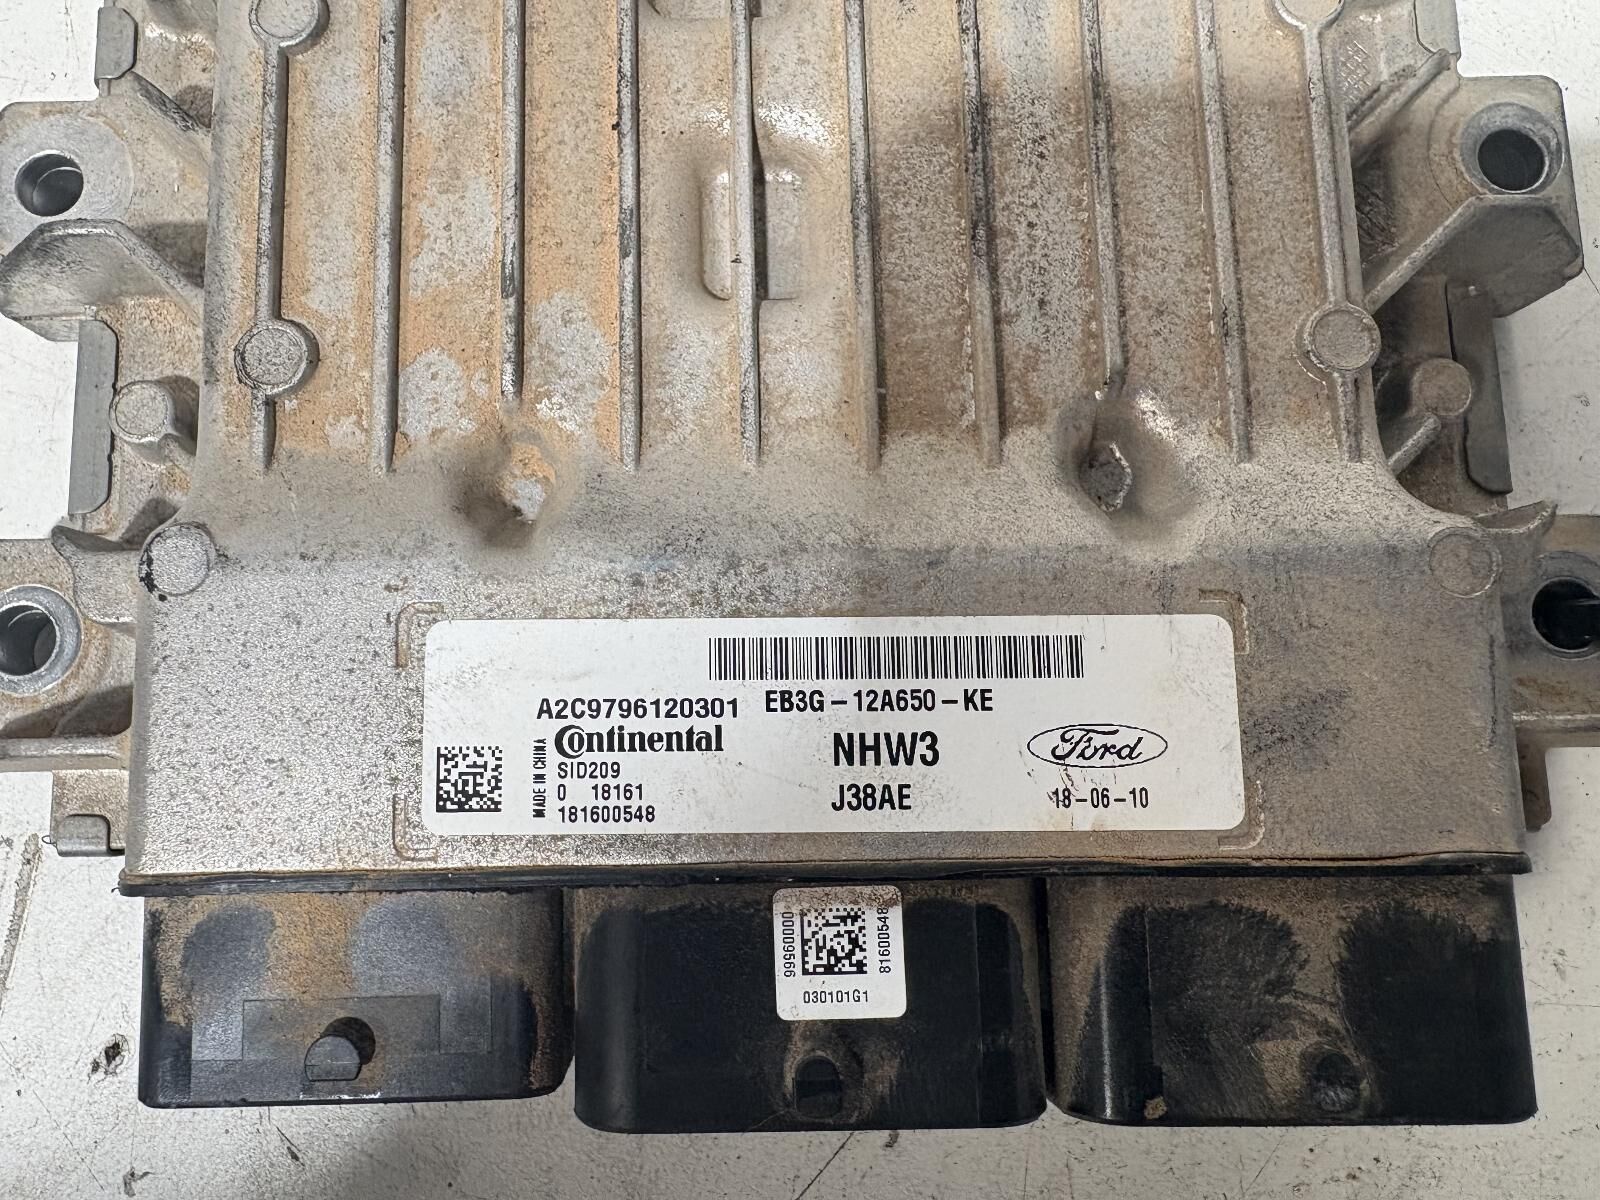 A2C9796120301 EB3G-12A650-KE
MADE IN CHINA
Continental
NHW3
Ford
SID209
0 18161
J38AE
18-06-10
181600548
99560000
81600548
030101G1